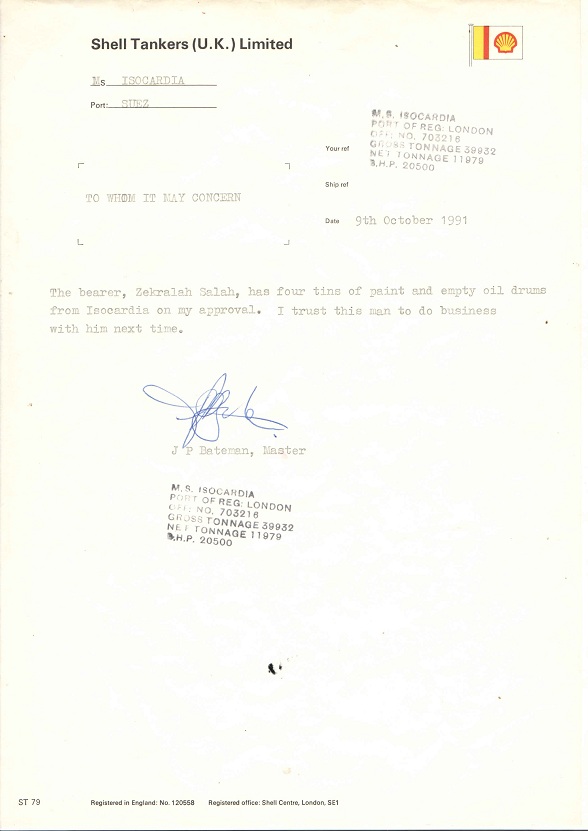 Shell Tankers (U.K.) Limited
Ms ISOCARDIA
Port: SUEZ
M.S. ISOCARDIA
PORT OF REG: LONDON
OFF: NO. 703216
GROSS TONNAGE 39932
NET TONNAGE 11979
B.H.P. 20500
Your ref
Ship ref
TO WHOM IT MAY CONCERN
Date 9th October 1991
The bearer, Zekralah Salah, has four tins of paint and empty oil drums
from Isocardia on my approval. I trust this man to do business
with him next time.
J P Bateman, Master
M.S. ISOCARDIA
PORT OF REG: LONDON
OFF: NO. 703216
GROSS TONNAGE 39932
NET TONNAGE 11979
B.H.P. 20500
ST 79
Registered in England: No. 120558 Registered office: Shell Centre, London, SE1